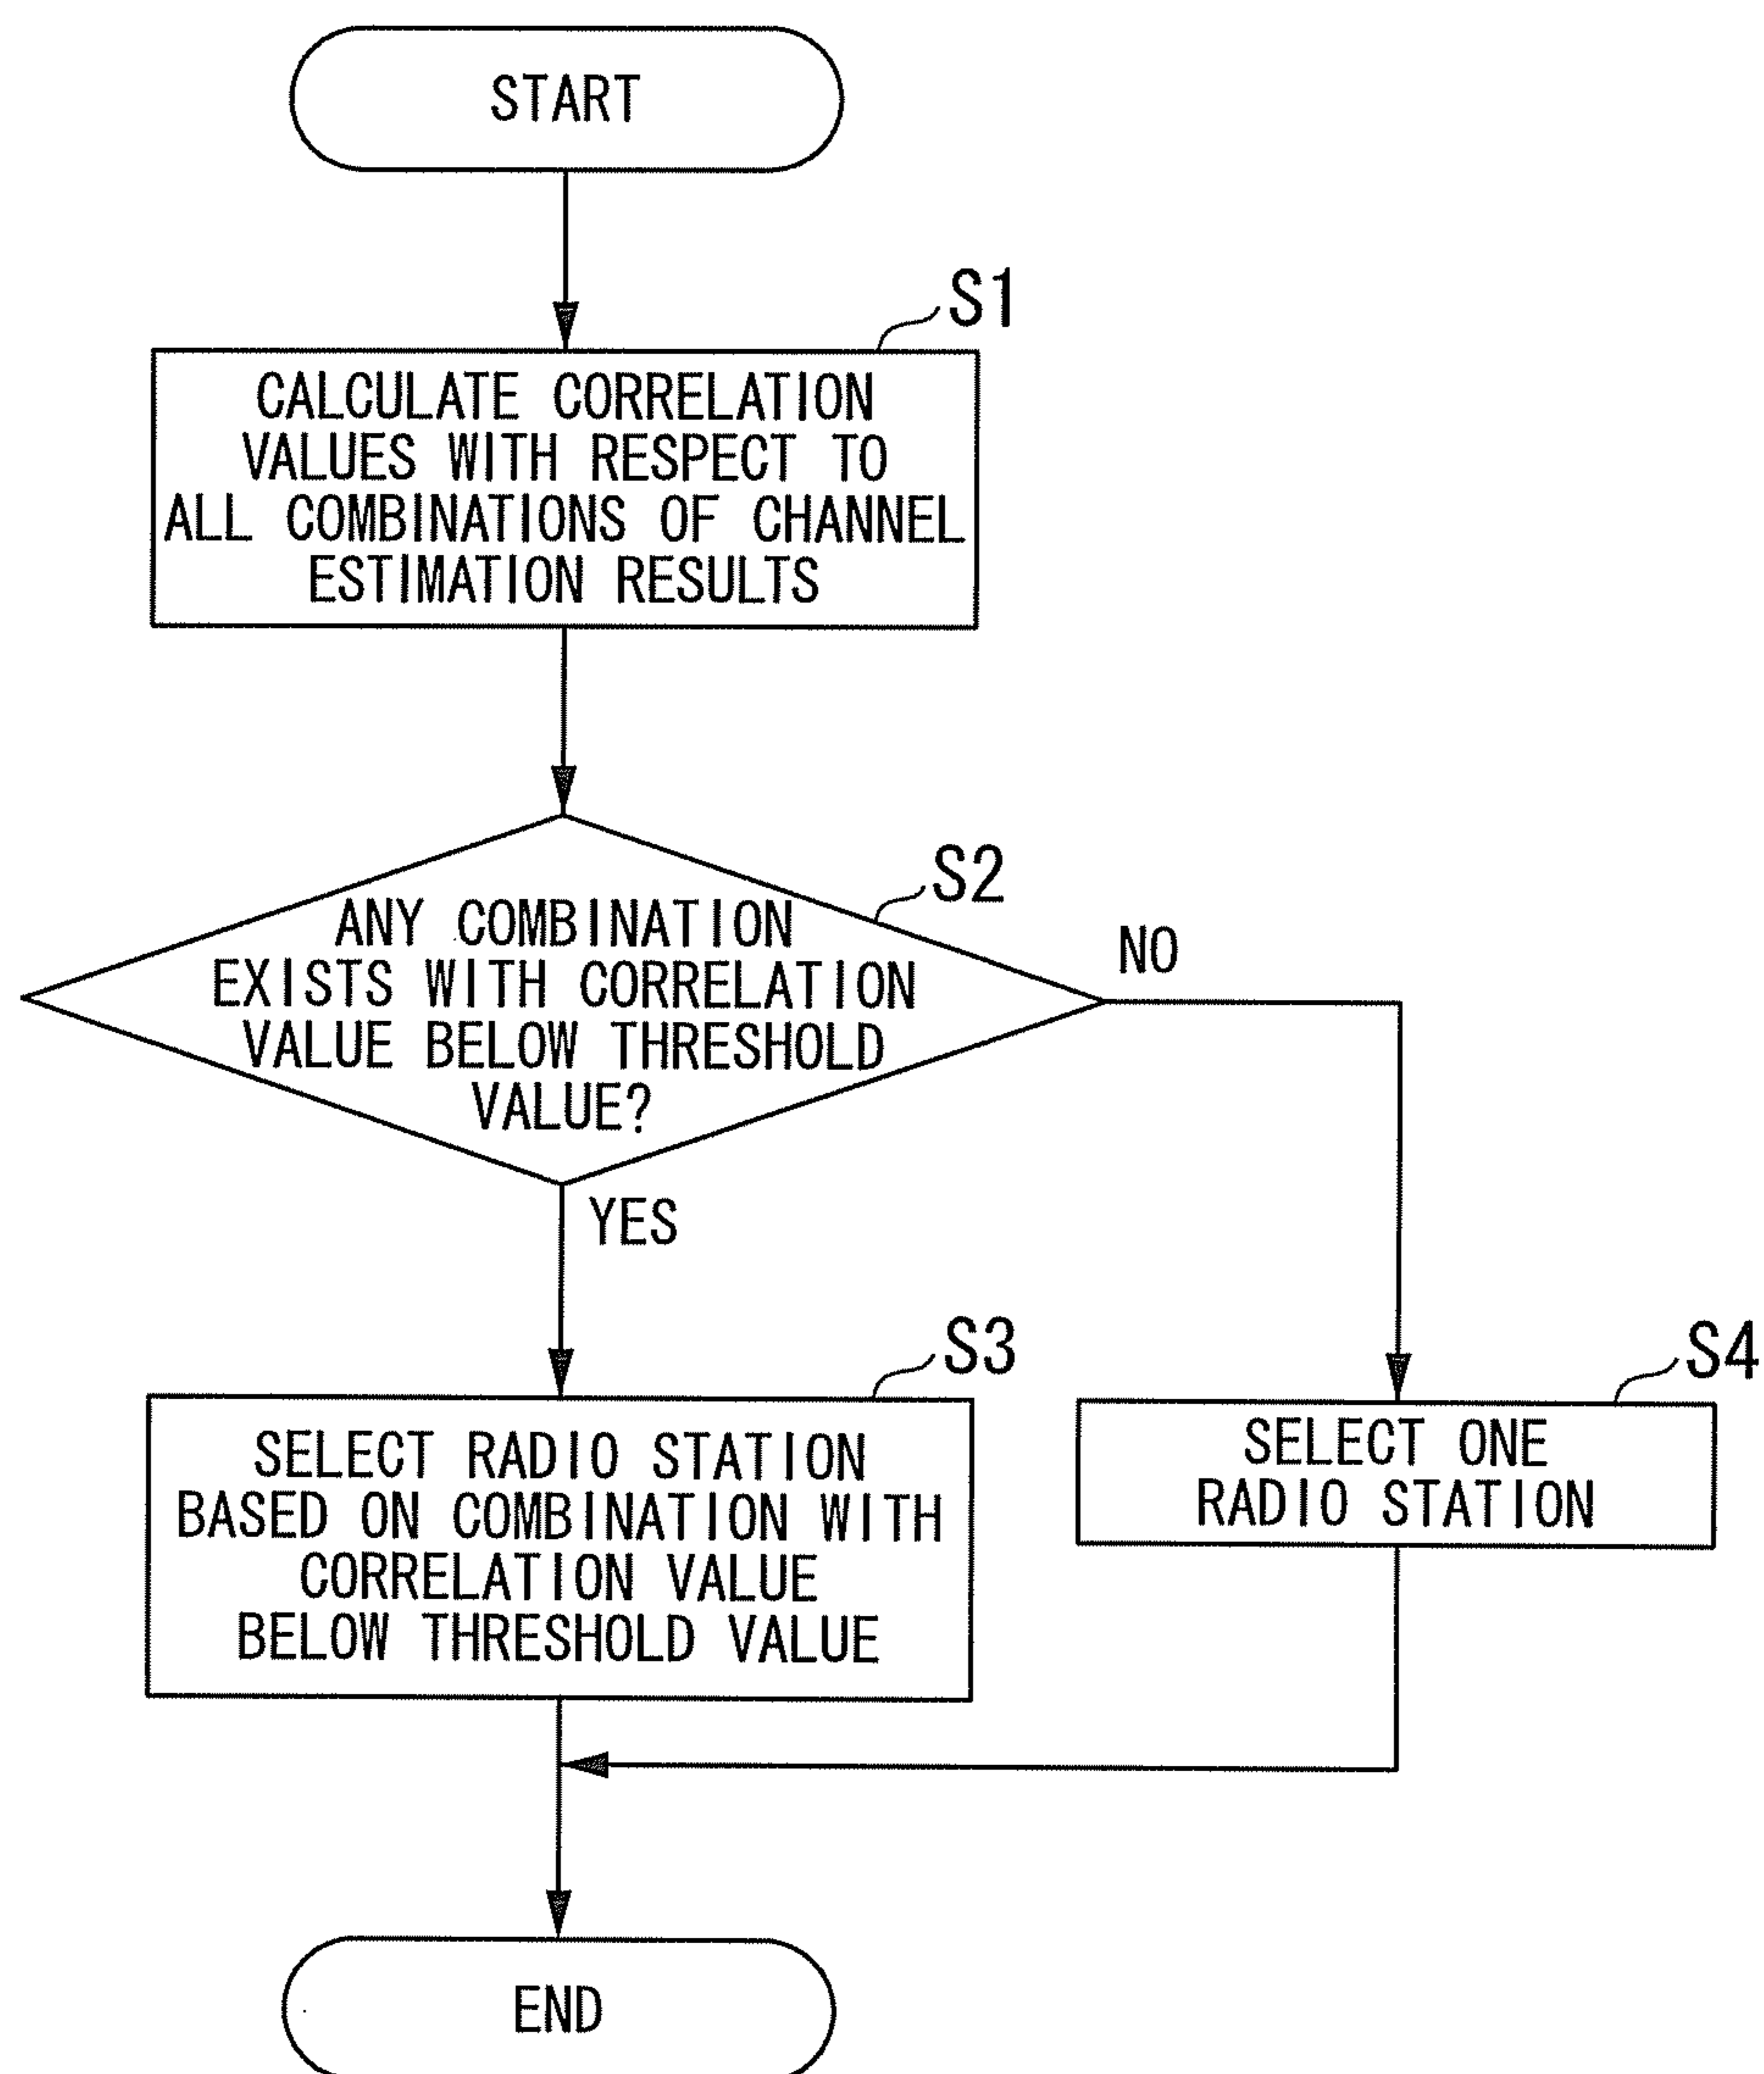 START
S1
CALCULATE CORRELATION
VALUES WITH RESPECT TO
ALL COMBINATIONS OF CHANNEL
ESTIMATION RESULTS
S2
ANY COMBINATION
EXISTS WITH CORRELATION
VALUE BELOW THRESHOLD
VALUE?
NO
YES
S3
SELECT RADIO STATION
BASED ON COMBINATION WITH
CORRELATION VALUE
BELOW THRESHOLD VALUE
S4
SELECT ONE
RADIO STATION
END